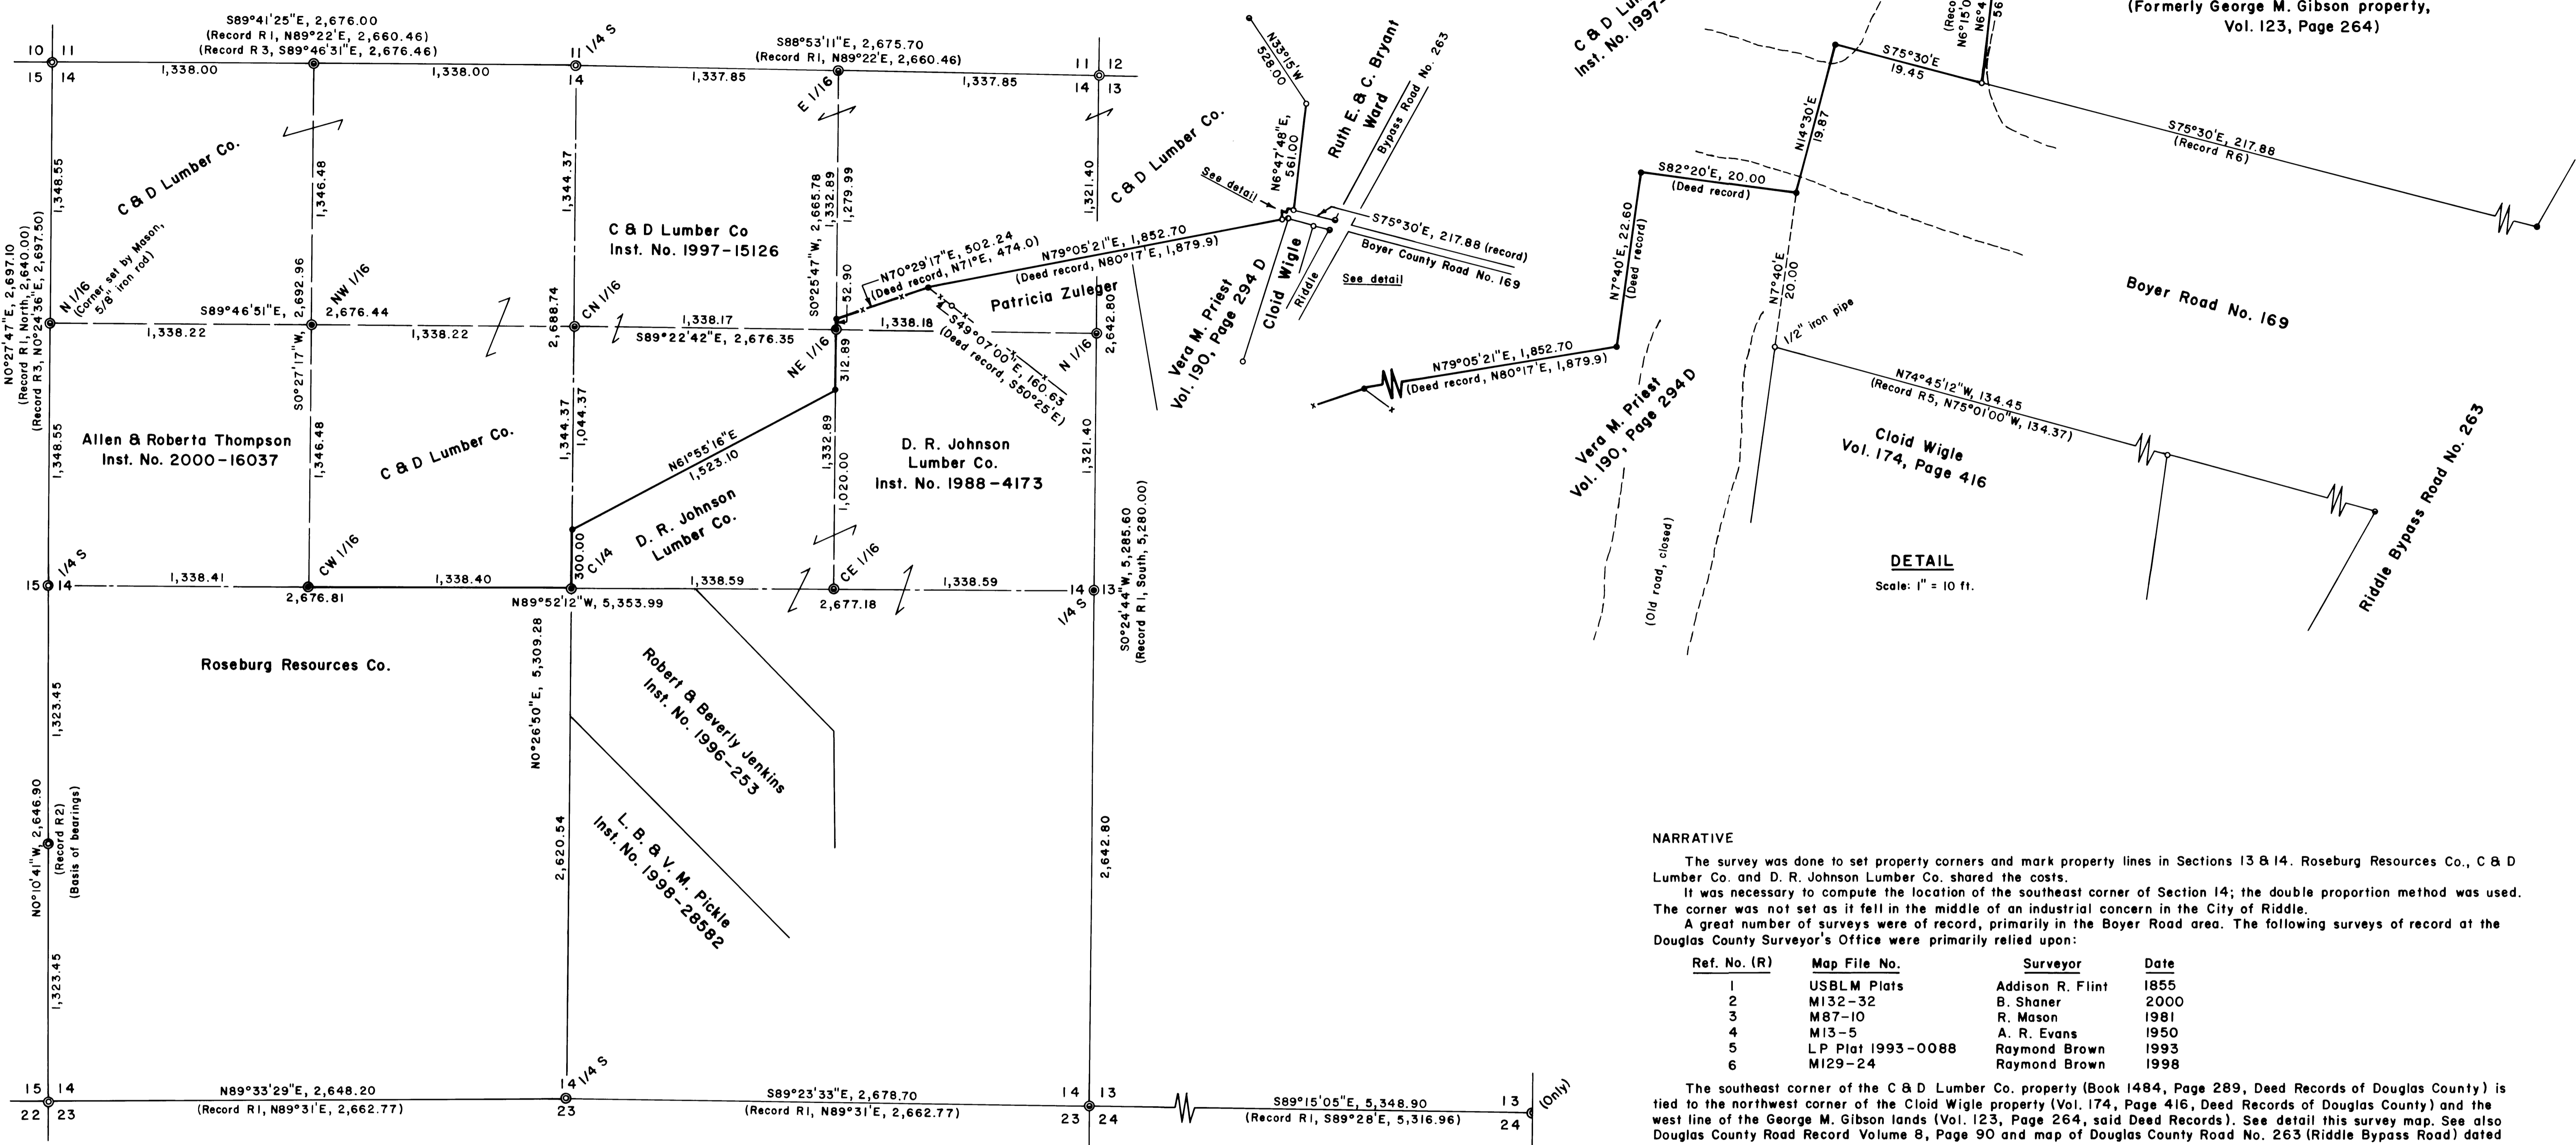 S89°41'25"E, 2,676.00
(Record R1, N89°22'E, 2,660.46)
(Record R3, S89°46'31"E, 2,676.46)
10 11
15 14
1,338.00
1,338.00
11 1/4 S
14
S88°53'11"E, 2,675.70
(Record R1, N89°22'E, 2,660.46)
1,337.85
E 1/16
1,337.85
11 12
14 13
C & D Lumber Co.
1,348.55
1,346.48
1,344.37
C & D Lumber Co
Inst. No. 1997-15126
S0°25'47"W, 2,665.78
1,332.89
1,279.99
52.90
1,321.40
C & D Lumber Co.
N0°27'47"E, 2,697.10
(Record R1, North, 2,640.00)
(Record R3, N0°24'36"E, 2,697.50)
N 1/16
(Corner set by Mason,
5/8" iron rod)
S89°46'51"E,
2,676.44
1,338.22
1,338.22
S0°27'17"W, 2,692.96
NW 1/16
2,688.74
CN 1/16
1,338.17
S89°22'42"E, 2,676.35
1,338.18
NE 1/16
N 1/16
2,642.80
N70°29'17"E, 502.24
(Deed record, N71°E, 474.0)
N79°05'21"E, 1,852.70
(Deed record, N80°17'E, 1,879.9)
Patricia Zuleger
S49°07'00"E, 160.63
(Deed record, S50°25'E)
312.89
N33°15'W
528.00
N6°47'48"E,
561.00
Ruth E. & C. Bryant
Ward
Bypass Road No. 263
Riddle
See detail
S75°30'E, 217.88 (record)
Boyer County Road No. 169
See detail
Vera M. Priest
Vol. 190, Page 294 D
Cloid Wigle
Allen & Roberta Thompson
Inst. No. 2000-16037
1,348.55
1,346.48
C & D Lumber Co.
1,344.37
1,044.37
N61°55'16"E
1,523.10
1,332.89
1,020.00
D. R. Johnson
Lumber Co.
Inst. No. 1988-4173
1,321.40
D. R. Johnson
Lumber Co.
300.00
C 1/4
1/4 S
15 14
1,338.41
CW 1/16
1,338.40
2,676.81
1,338.59
CE 1/16
1,338.59
N89°52'12"W, 5,353.99
2,677.18
14 13
1/4 S
S0°24'44"W, 5,285.60
(Record R1, South, 5,280.00)
Roseburg Resources Co.
N0°26'50"E, 5,309.28
Robert & Beverly Jenkins
Inst. No. 1996-253
L. B. & V. M. Pickle
Inst. No. 1998-28582
1,323.45
N0°10'41"W, 2,646.90
(Record R2)
(Basis of bearings)
2,620.54
2,642.80
1,323.45
15 14
22 23
N89°33'29"E, 2,648.20
(Record R1, N89°31'E, 2,662.77)
14 1/4 S
23
S89°23'33"E, 2,678.70
(Record R1, N89°31'E, 2,662.77)
14 13
23 24
S89°15'05"E, 5,348.90
(Record R1, S89°28'E, 5,316.96)
13
24
(Only)
Inst. No. 1997-
(Formerly George M. Gibson property,
Vol. 123, Page 264)
S75°30'E
19.45
N14°30'E
19.87
S75°30'E, 217.88
(Record R6)
S82°20'E, 20.00
(Deed record)
N7°40'E, 22.60
(Deed record)
N7°40'E
20.00
1/2" iron pipe
Boyer Road No. 169
N79°05'21"E, 1,852.70
(Deed record, N80°17'E, 1,879.9)
N74°45'12"W, 134.45
(Record R5, N75°01'00"W, 134.37)
Vera M. Priest
Vol. 190, Page 294 D
Cloid Wigle
Vol. 174, Page 416
(Old road, closed)
Riddle Bypass Road No. 263
DETAIL
Scale: 1" = 10 ft.
NARRATIVE
The survey was done to set property corners and mark property lines in Sections 13 & 14. Roseburg Resources Co., C & D
Lumber Co. and D. R. Johnson Lumber Co. shared the costs.
It was necessary to compute the location of the southeast corner of Section 14; the double proportion method was used.
The corner was not set as it fell in the middle of an industrial concern in the City of Riddle.
A great number of surveys were of record, primarily in the Boyer Road area. The following surveys of record at the
Douglas County Surveyor's Office were primarily relied upon:
Ref. No. (R) Map File No. Surveyor Date
1 USBLM Plats Addison R. Flint 1855
2 M132-32 B. Shaner 2000
3 M87-10 R. Mason 1981
4 M13-5 A. R. Evans 1950
5 LP Plat 1993-0088 Raymond Brown 1993
6 M129-24 Raymond Brown 1998
The southeast corner of the C & D Lumber Co. property (Book 1484, Page 289, Deed Records of Douglas County) is
tied to the northwest corner of the Cloid Wigle property (Vol. 174, Page 416, Deed Records of Douglas County) and the
west line of the George M. Gibson lands (Vol. 123, Page 264, said Deed Records). See detail this survey map. See also
Douglas County Road Record Volume 8, Page 90 and map of Douglas County Road No. 263 (Riddle Bypass Road) dated